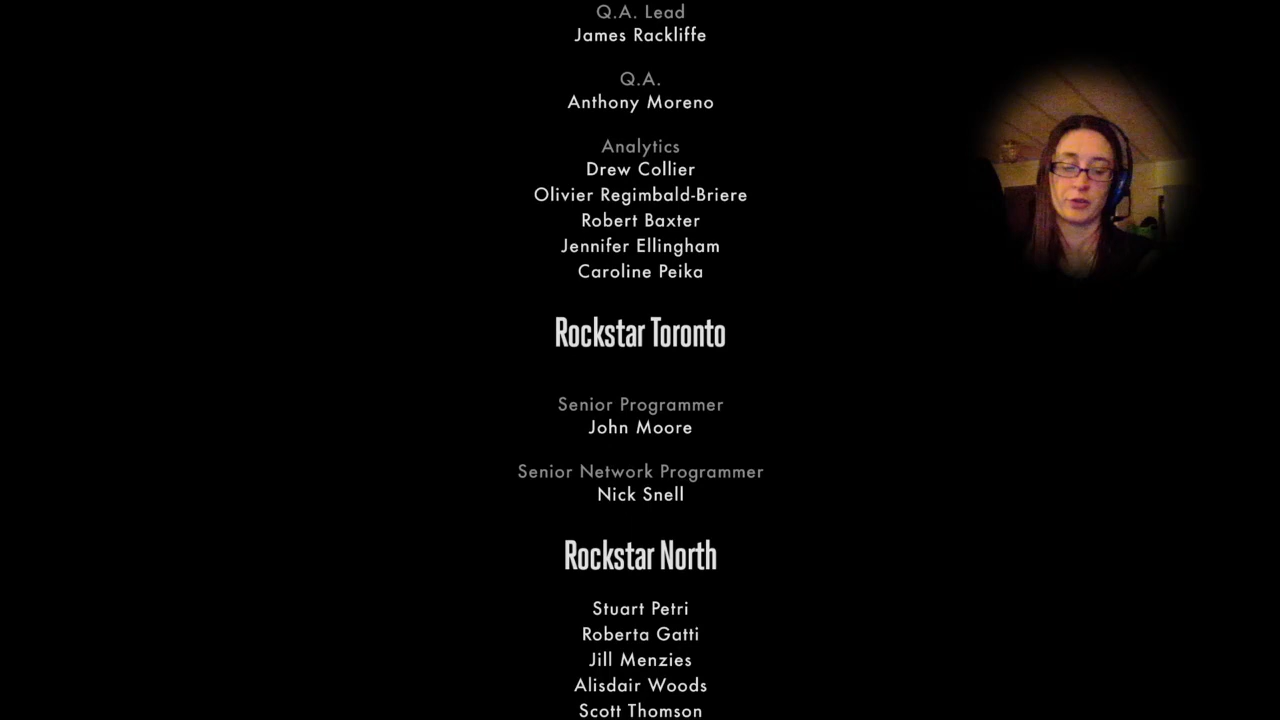 Q.A. Lead
James Rackliffe
Q.A.
Anthony Moreno
Analytics
Drew Collier
Olivier Regimbald-Briere
Robert Baxter
Jennifer Ellingham
Caroline Peika
Rockstar Toronto
Senior Programmer
John Moore
Senior Network Programmer
Nick Snell
Rockstar North
Stuart Petri
Roberta Gatti
Jill Menzies
Alisdair Woods
Scott Thomson